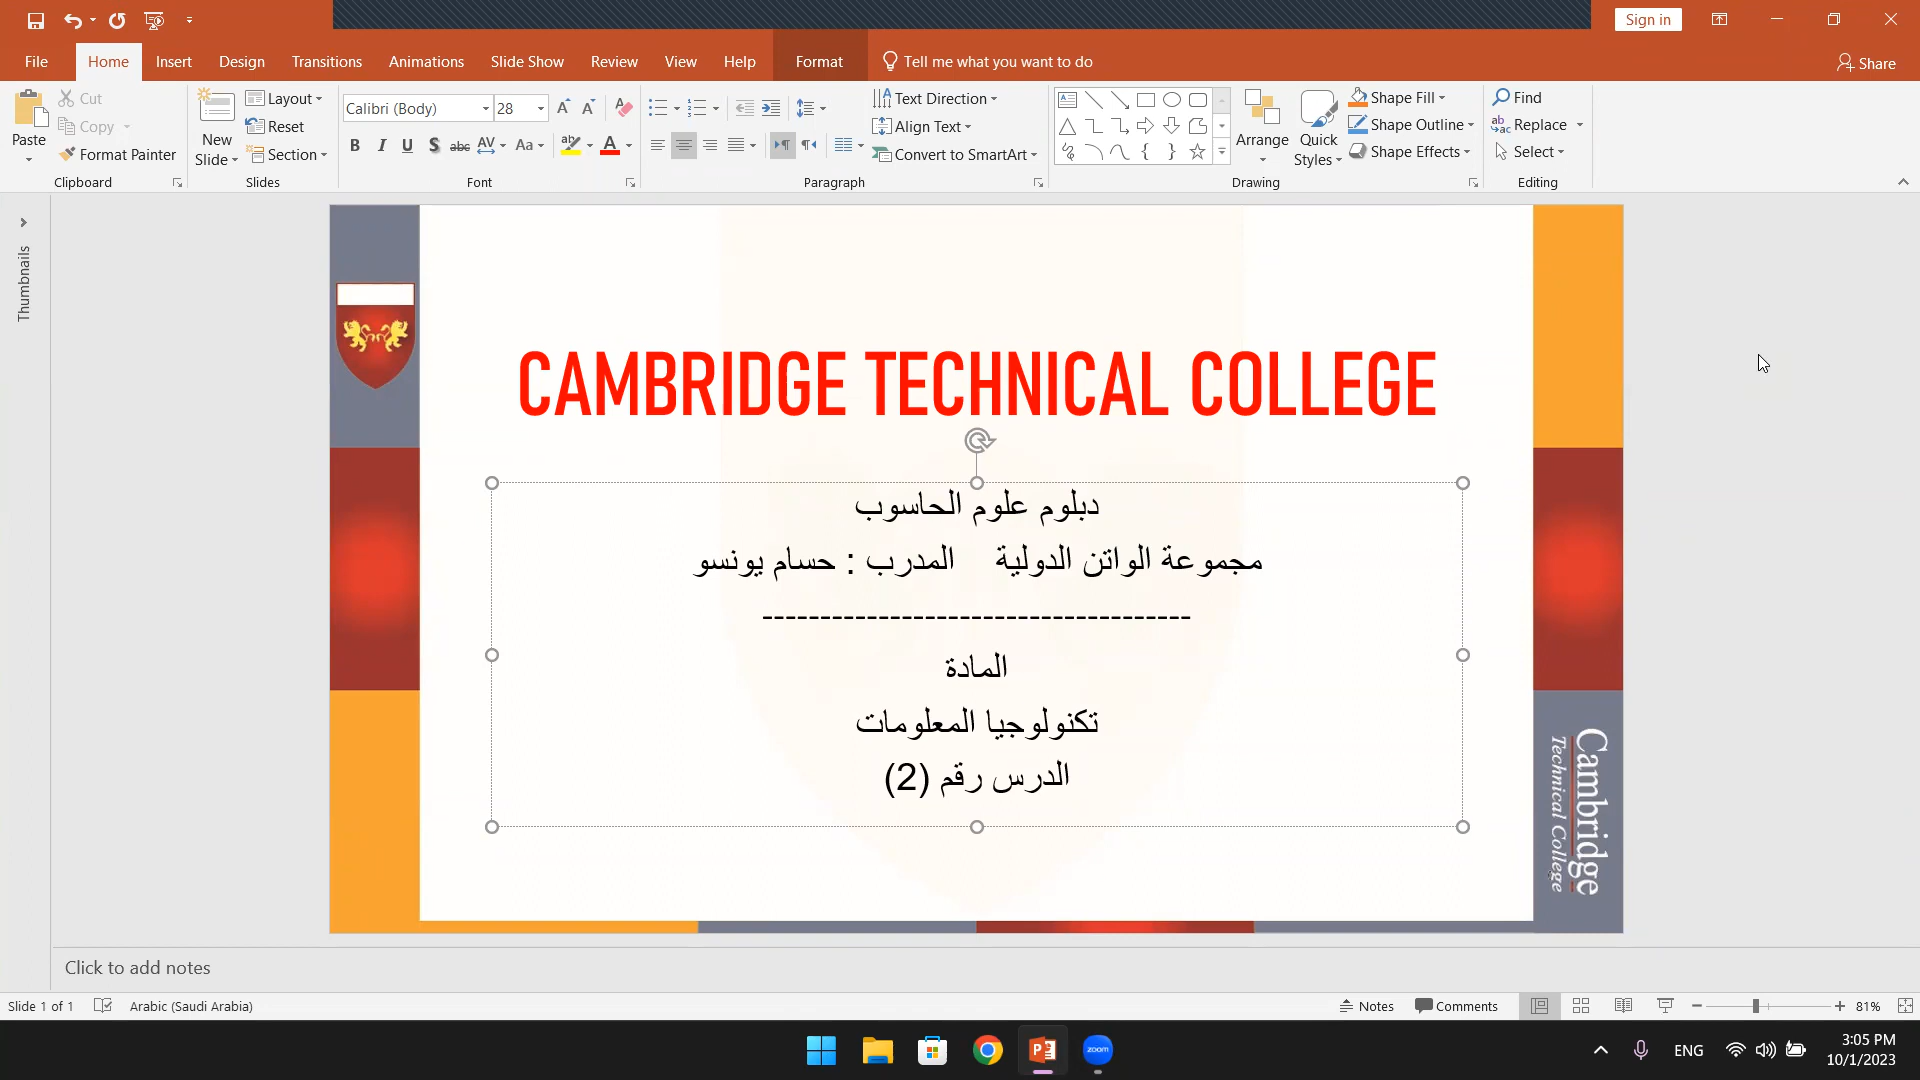 Sign in
File
Home
Insert
Design
Transitions
Animations
Slide Show
Review
View
Help
Format
Tell me what you want to do
Share
Paste
Cut
Copy
Format Painter
Clipboard
New Slide
Layout
Reset
Section
Slides
Calibri (Body)
28
B I U S abc AV Aa A
Font
Text Direction
Align Text
Convert to SmartArt
Paragraph
Arrange
Quick Styles
Shape Fill
Shape Outline
Shape Effects
Drawing
Find
Replace
Select
Editing
Thumbnails
CAMBRIDGE TECHNICAL COLLEGE
دبلوم علوم الحاسوب
مجموعة الواتن الدولية    المدرب : حسام يونسو
-------------------------------------
المادة
تكنولوجيا المعلومات
الدرس رقم (2)
Cambridge
Technical College
Click to add notes
Slide 1 of 1
Arabic (Saudi Arabia)
Notes
Comments
81%
zoom
ENG
3:05 PM
10/1/2023